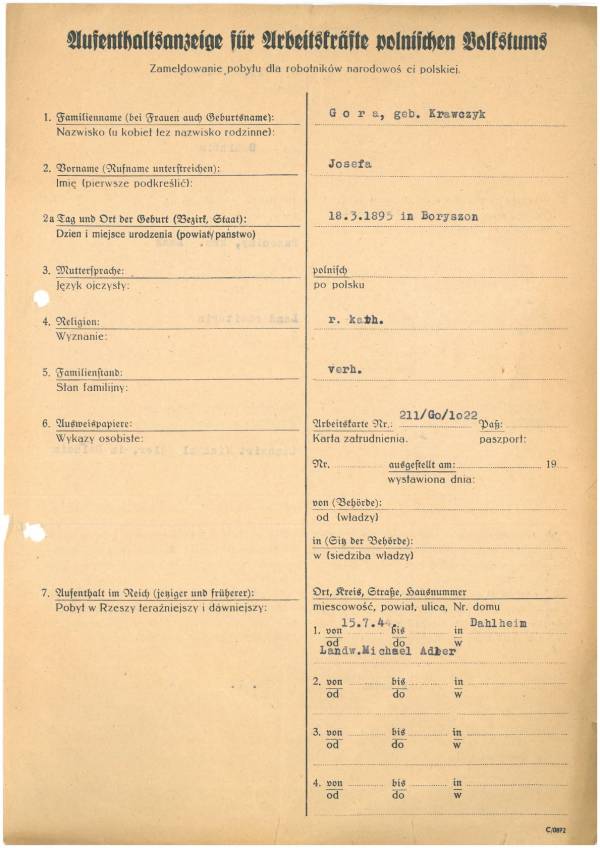 Aufenthaltsanzeige für Arbeitskräfte polnischen Volkstums
Zameldowanie pobytu dla robotników narodowoś ci polskiej.
1. Familienname (bei Frauen auch Geburtsname): G o r a, geb. Krawczyk
Nazwisko (u kobiet tez nazwisko rodzinne):
2. Vorname (Rufname unterstreichen): Josefa
Imię (pierwsze podkreślić):
2a Tag und Ort der Geburt (Bezirk, Staat): 18.3.1895 in Boryszon
Dzien i miejsce urodzenia (powiat/państwo)
3. Muttersprache: polnisch
Język ojczysty: po polsku
4. Religion: r. kath.
Wyznanie:
5. Familienstand: verh.
Stan familijny:
6. Ausweispapiere: Arbeitskarte Nr.: 211/Go/1o22 Paß:
Wykazy osobiste: Karta zatrudnienia. paszport:
Nr. ausgestellt am: 19
wystawiona dnia:
von (Behörde):
od (władzy)
in (Sitz der Behörde):
w (siedziba władzy)
7. Aufenthalt im Reich (jetziger und früherer): Ort, Kreis, Straße, Hausnummer
Pobyt w Rzeszy teraźniejszy i dawniejszy: miescowość, powiat, ulica, Nr. domu
1. von 15.7.44. bis in Dahlheim
od do w
Landw.Michael Adler
2. von bis in
od do w
3. von bis in
od do w
4. von bis in
od do w
C/0872